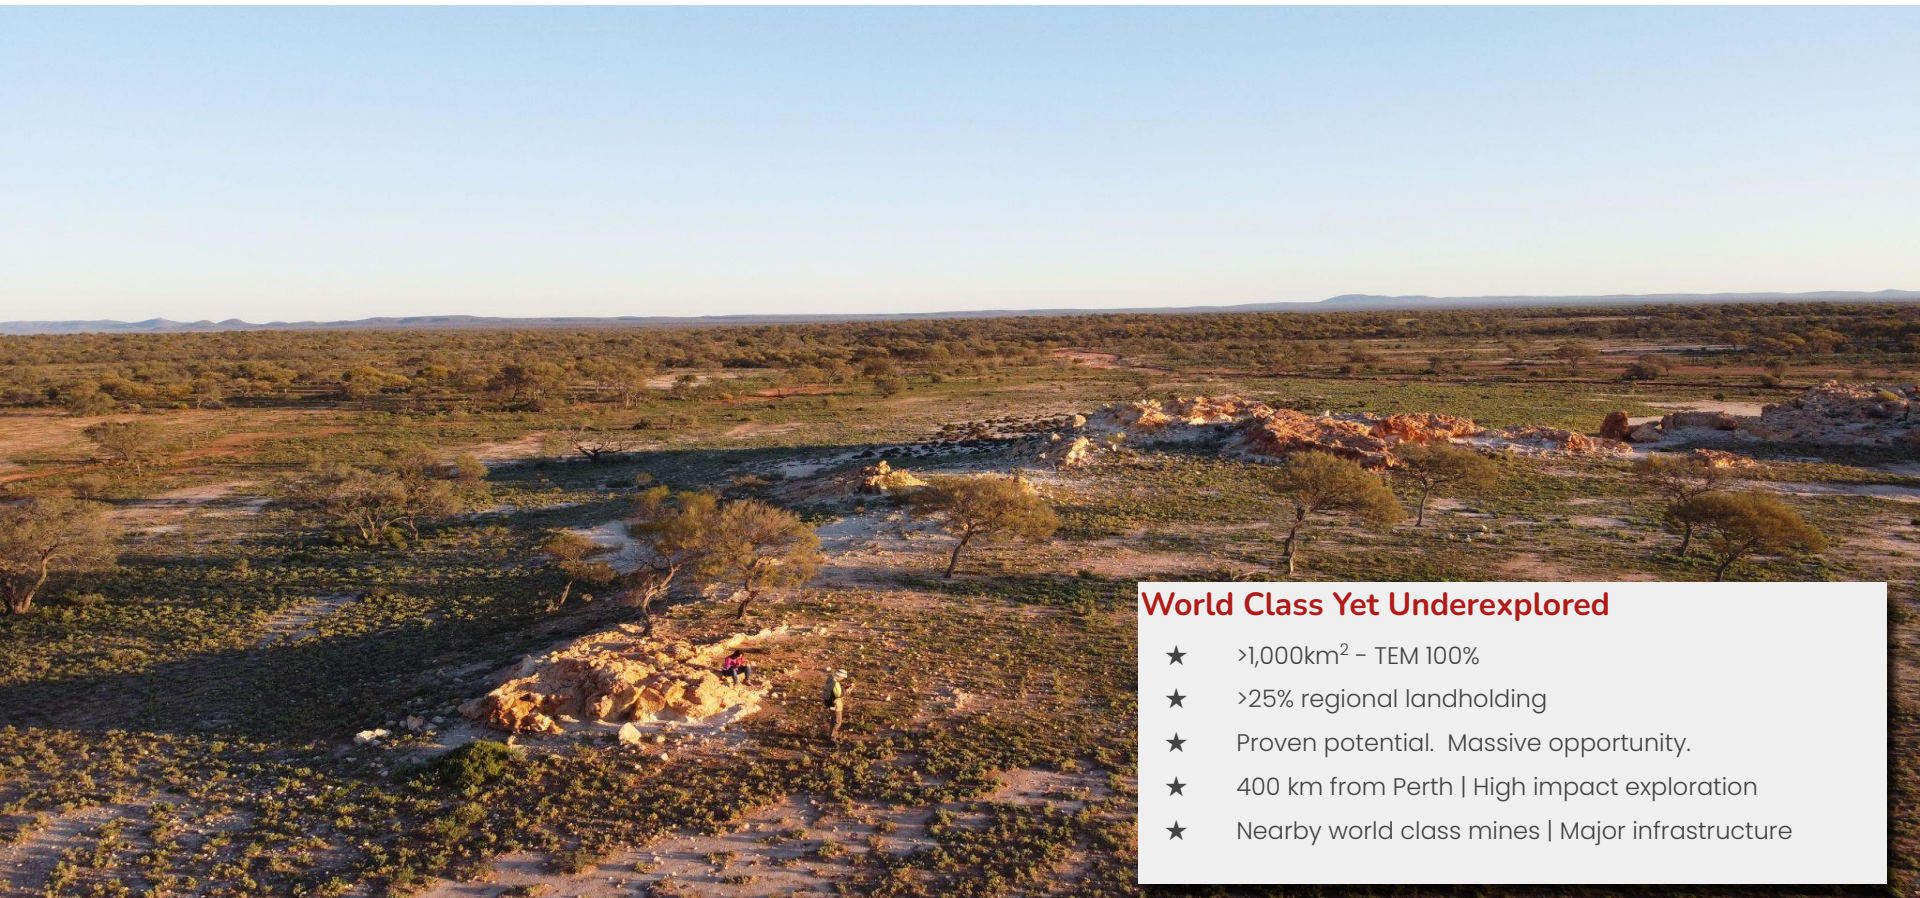 World Class Yet Underexplored
★ >1,000km² - TEM 100%
★ >25% regional landholding
★ Proven potential.  Massive opportunity.
★ 400 km from Perth | High impact exploration
★ Nearby world class mines | Major infrastructure